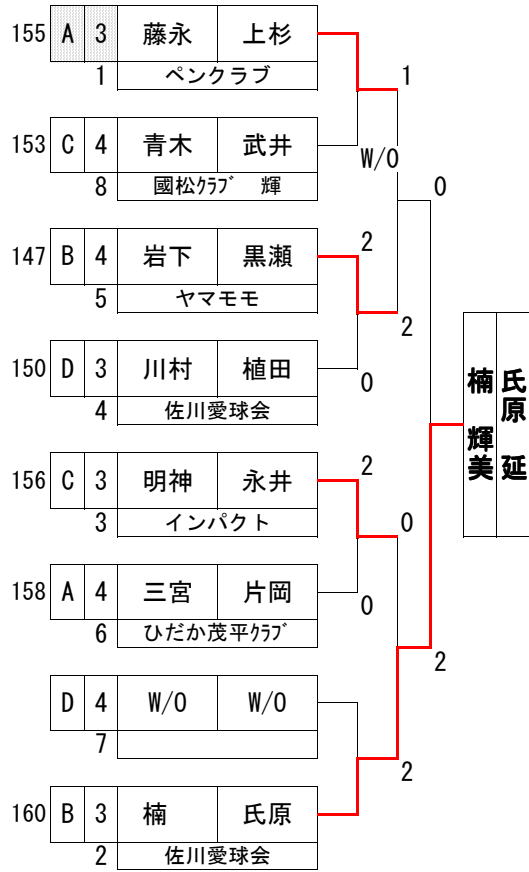 155 A 3 藤永 上杉
1 ペンクラブ
1
153 C 4 青木 武井
W/O
8 國松ｸﾗﾌﾞ 輝
0
147 B 4 岩下 黒瀬
2
5 ヤマモモ
2
150 D 3 川村 植田
0
4 佐川愛球会
楠 輝美
氏原 延
156 C 3 明神 永井
2
3 インパクト
0
158 A 4 三宮 片岡
0
6 ひだか茂平ｸﾗﾌﾞ
2
D 4 W/O W/O
7
2
160 B 3 楠 氏原
2 佐川愛球会